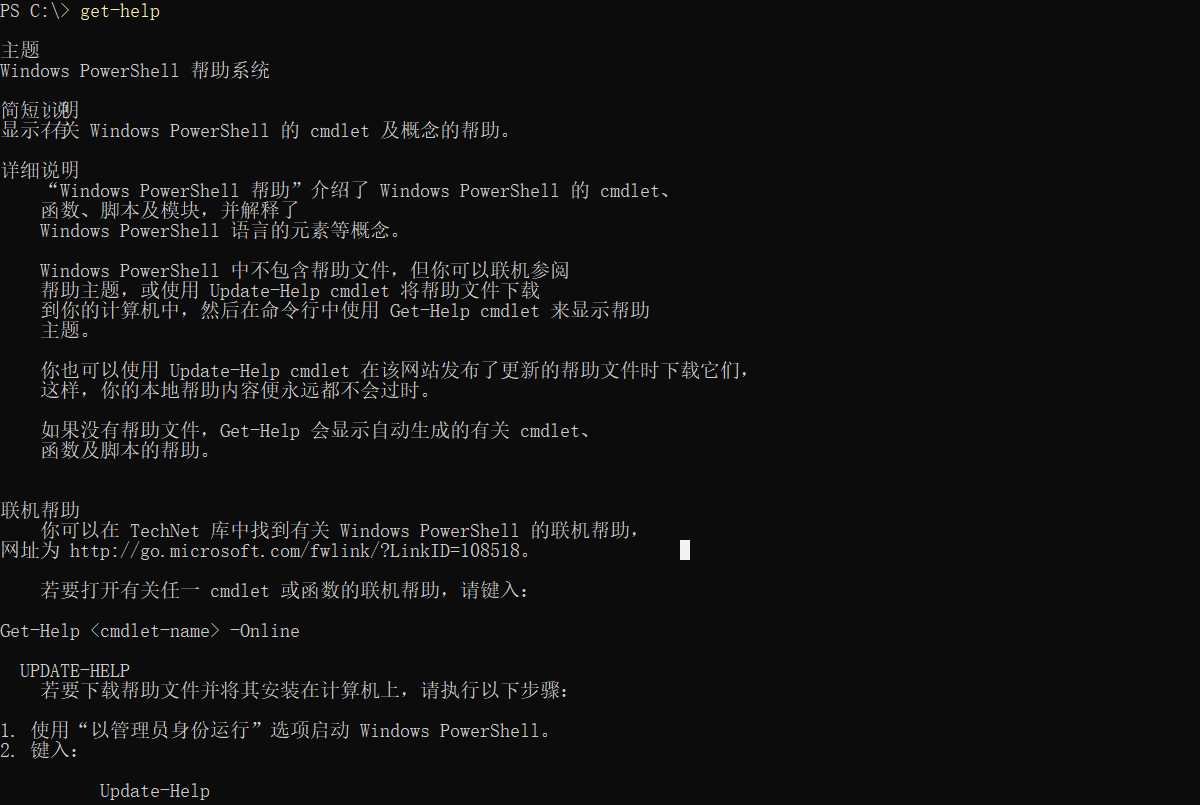 PS C:\> get-help
主题
Windows PowerShell 帮助系统
简短说明
显示有关 Windows PowerShell 的 cmdlet 及概念的帮助。
详细说明
“Windows PowerShell 帮助”介绍了 Windows PowerShell 的 cmdlet、
函数、脚本及模块，并解释了
Windows PowerShell 语言的元素等概念。
Windows PowerShell 中不包含帮助文件，但你可以联机参阅
帮助主题，或使用 Update-Help cmdlet 将帮助文件下载
到你的计算机中，然后在命令行中使用 Get-Help cmdlet 来显示帮助
主题。
你也可以使用 Update-Help cmdlet 在该网站发布了更新的帮助文件时下载它们，
这样，你的本地帮助内容便永远都不会过时。
如果没有帮助文件，Get-Help 会显示自动生成的有关 cmdlet、
函数及脚本的帮助。
联机帮助
你可以在 TechNet 库中找到有关 Windows PowerShell 的联机帮助，
网址为 http://go.microsoft.com/fwlink/?LinkID=108518。
若要打开有关任一 cmdlet 或函数的联机帮助，请键入：
Get-Help <cmdlet-name> -Online
UPDATE-HELP
若要下载帮助文件并将其安装在计算机上，请执行以下步骤：
1. 使用“以管理员身份运行”选项启动 Windows PowerShell。
2. 键入：
Update-Help